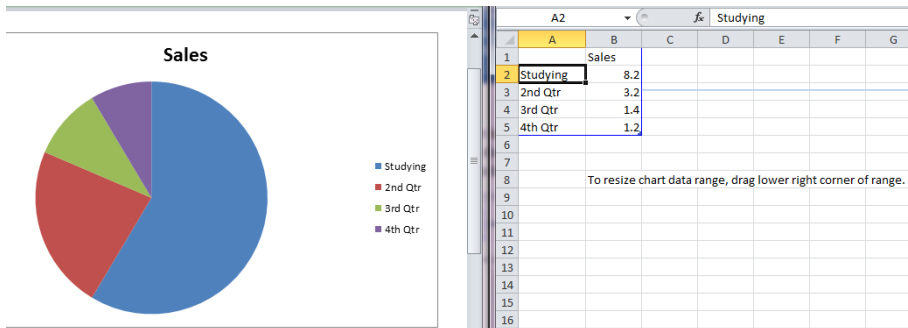 Sales
Studying
2nd Qtr
3rd Qtr
4th Qtr
A2 fx Studying
A B C D E F G
1 Sales
2 Studying 8.2
3 2nd Qtr 3.2
4 3rd Qtr 1.4
5 4th Qtr 1.2
6
7
8 To resize chart data range, drag lower right corner of range.
9
10
11
12
13
14
15
16